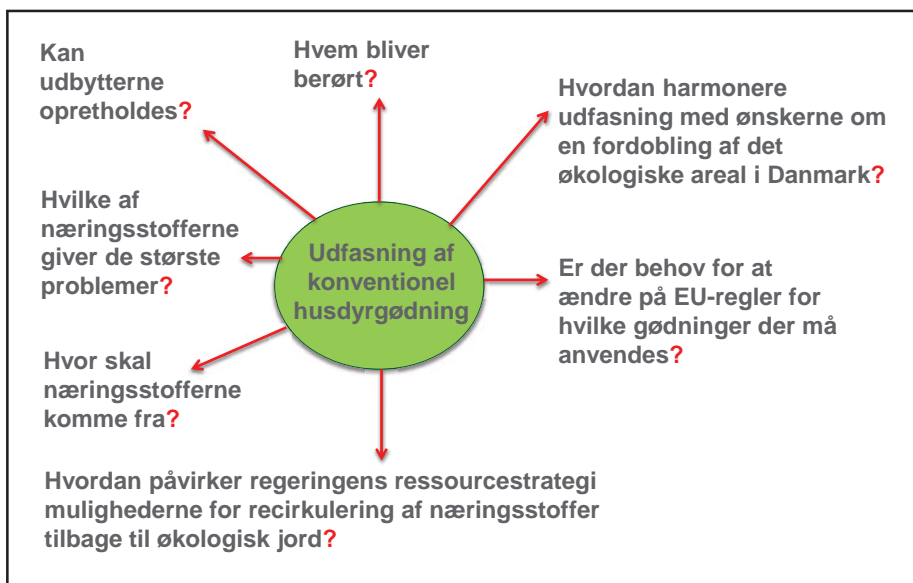 Kan
udbytterne
opretholdes?
Hvem bliver
berørt?
Hvordan harmonere
udfasning med ønskerne om
en fordobling af det
økologiske areal i Danmark?
Hvilke af
næringsstofferne
giver de største
problemer?
Udfasning af
konventionel
husdyrgødning
Er der behov for at
ændre på EU-regler for
hvilke gødninger der må
anvendes?
Hvor skal
næringsstofferne
komme fra?
Hvordan påvirker regeringens ressourcestrategi
mulighederne for recirkulering af næringsstoffer
tilbage til økologisk jord?